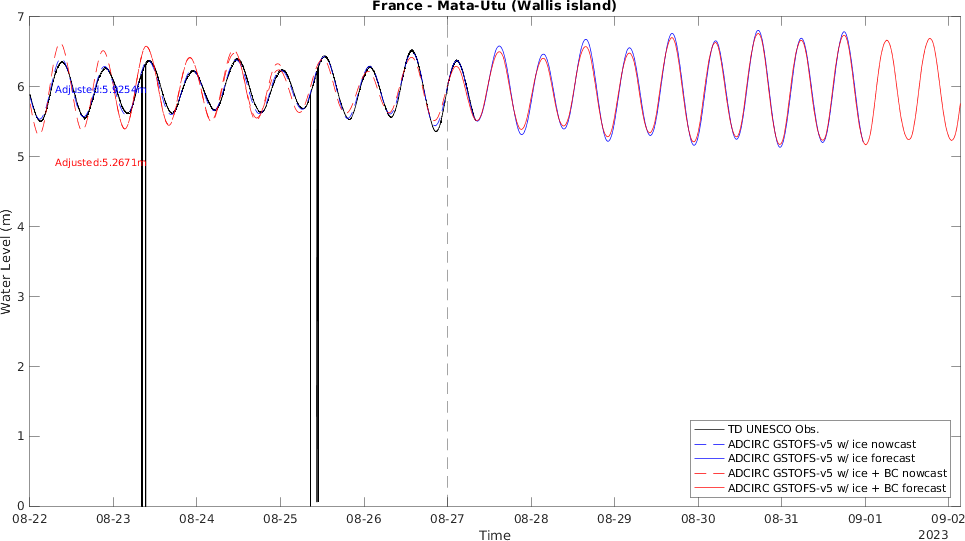 France - Mata-Utu (Wallis island)
7
6
5
4
3
2
1
0
Water Level (m)
Adjusted:5.9254m
Adjusted:5.2671m
TD UNESCO Obs.
ADCIRC GSTOFS-v5 w/ ice nowcast
ADCIRC GSTOFS-v5 w/ ice forecast
ADCIRC GSTOFS-v5 w/ ice + BC nowcast
ADCIRC GSTOFS-v5 w/ ice + BC forecast
08-22 08-23 08-24 08-25 08-26 08-27 08-28 08-29 08-30 08-31 09-01 09-02
Time
2023